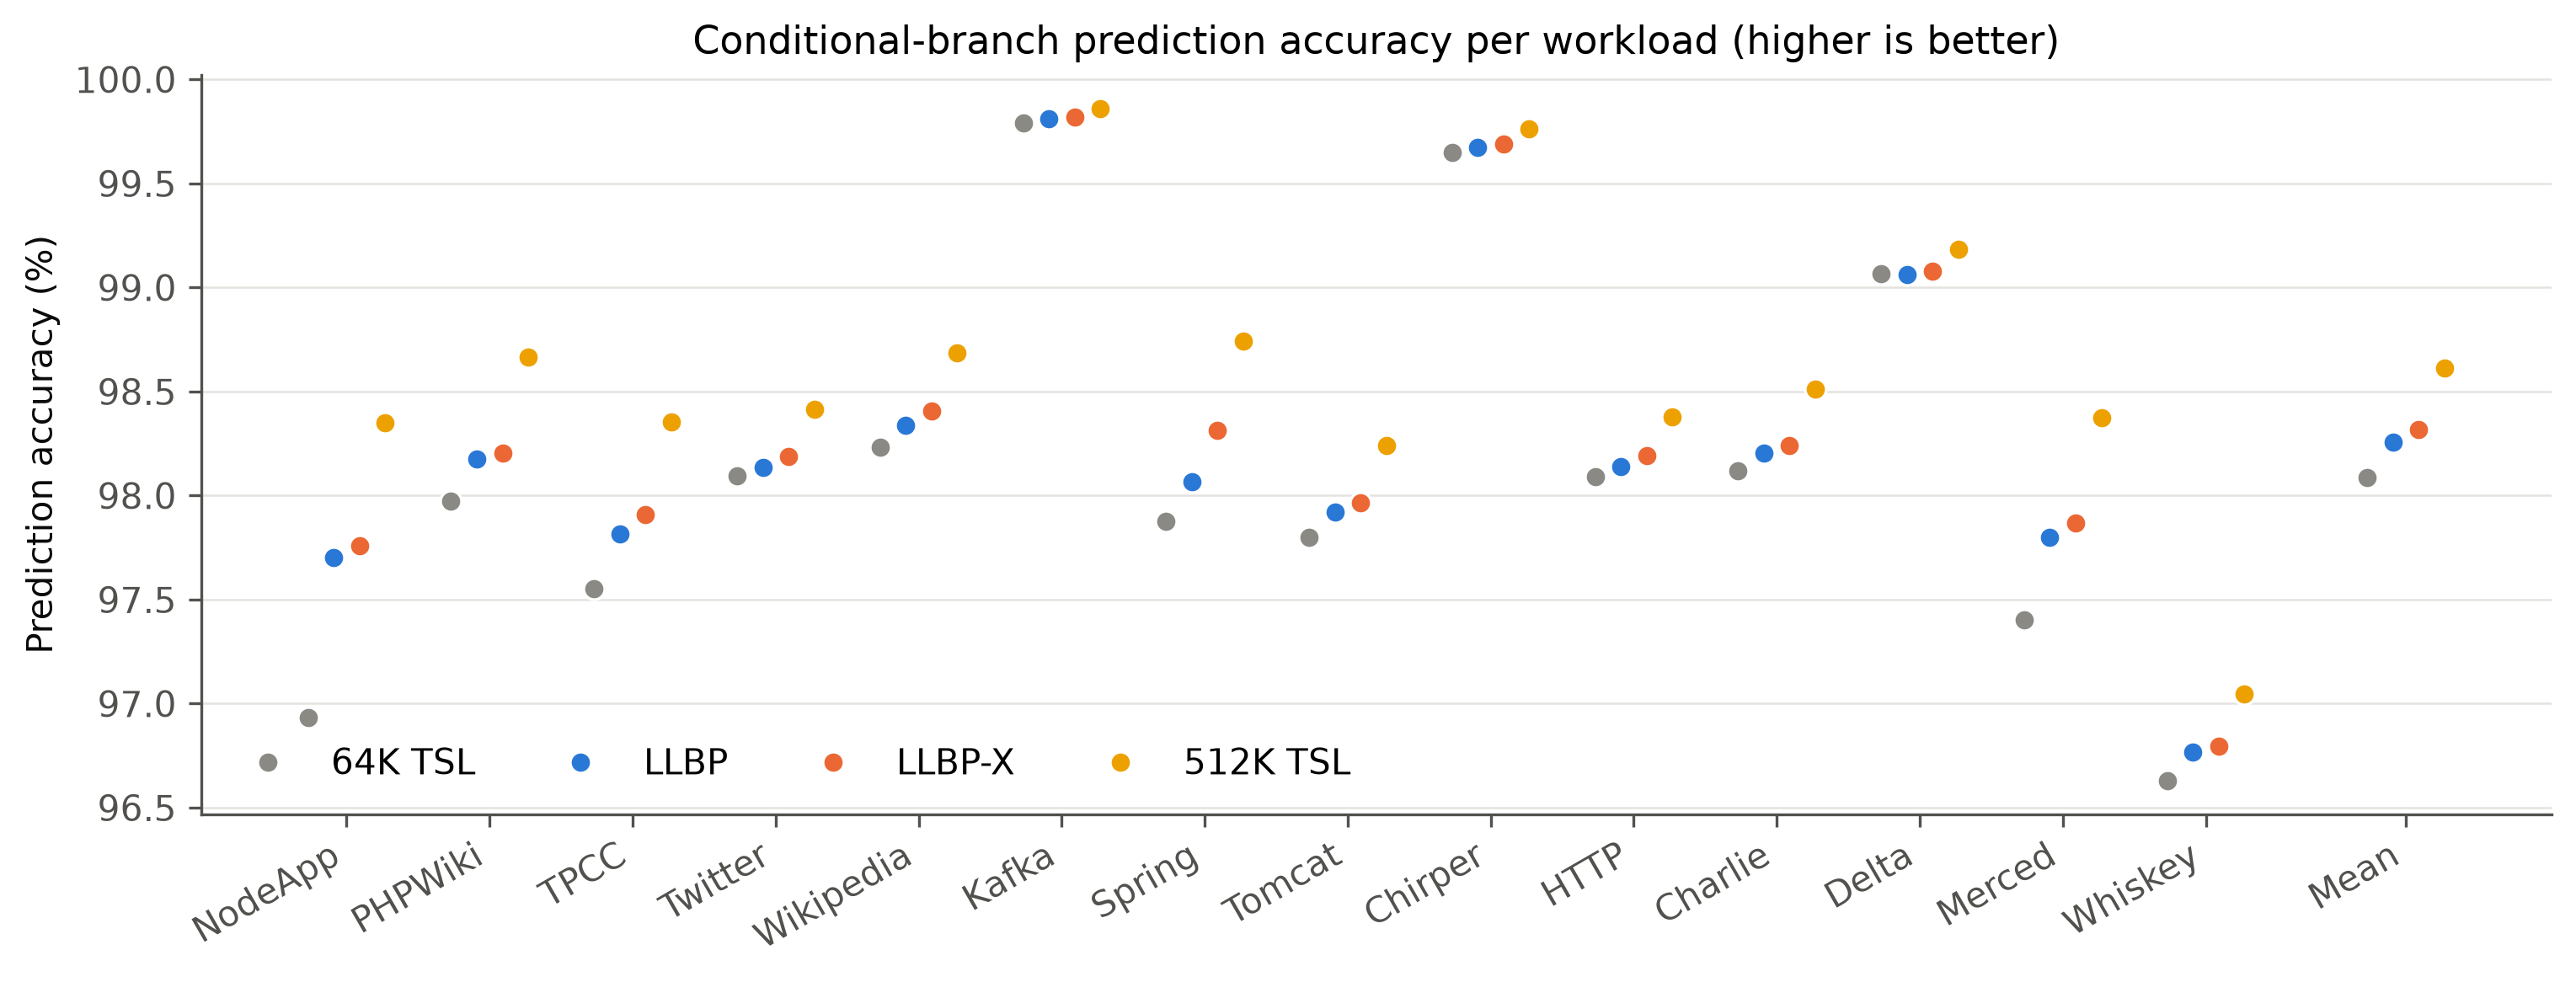 Conditional-branch prediction accuracy per workload (higher is better)
Prediction accuracy (%)
100.0
99.5
99.0
98.5
98.0
97.5
97.0
96.5
64K TSL
LLBP
LLBP-X
512K TSL
NodeApp
PHPWiki
TPCC
Twitter
Wikipedia
Kafka
Spring
Tomcat
Chirper
HTTP
Charlie
Delta
Merced
Whiskey
Mean